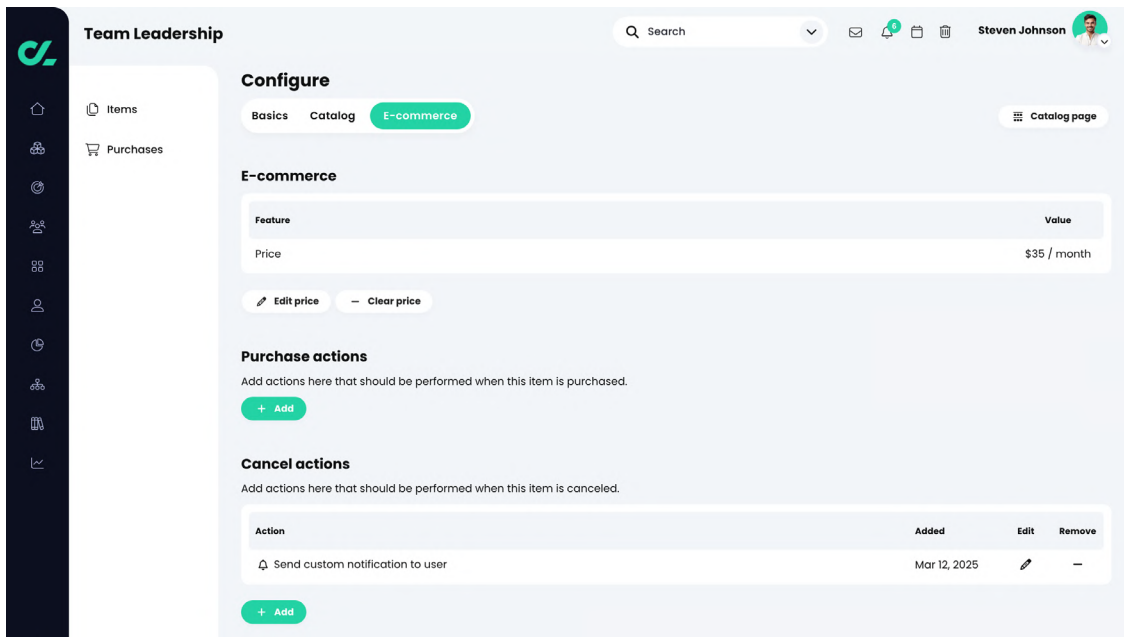 Team Leadership
Search
6
Steven Johnson
Items
Purchases
Configure
Basics Catalog E-commerce
Catalog page
E-commerce
Feature Value
Price $35 / month
Edit price Clear price
Purchase actions
Add actions here that should be performed when this item is purchased.
+ Add
Cancel actions
Add actions here that should be performed when this item is canceled.
Action Added Edit Remove
Send custom notification to user Mar 12, 2025
+ Add